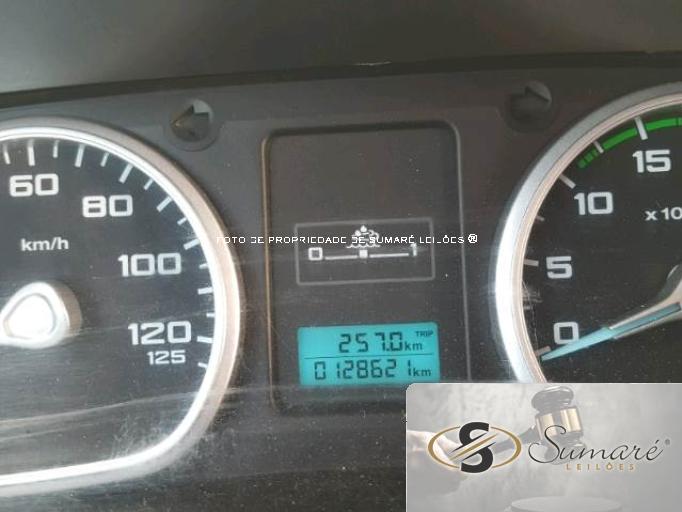 60
80
100
120
125
km/h
FOTO DE PROPRIEDADE DE SUMARÉ LEILÕES ®
0 1
257.0 km TRIP
0128621 km
0
5
10
15
x 10
S Sumaré®
LEILÕES